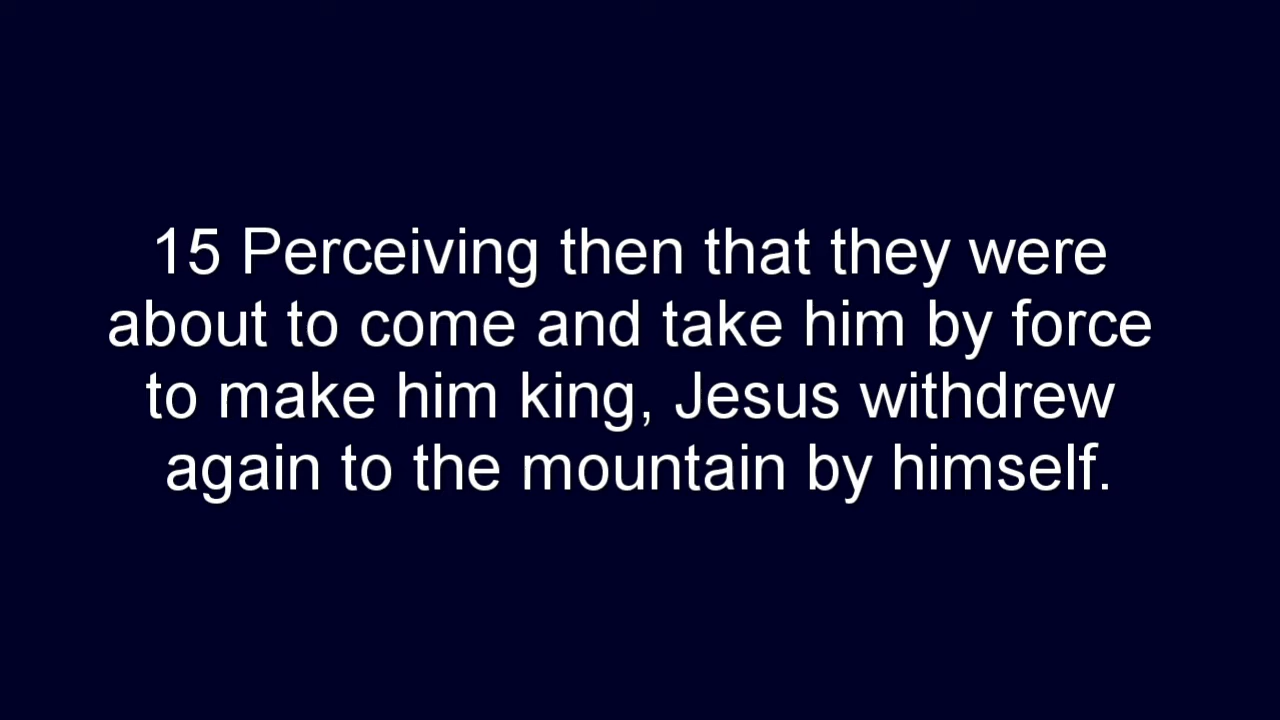 15 Perceiving then that they were
about to come and take him by force
to make him king, Jesus withdrew
again to the mountain by himself.